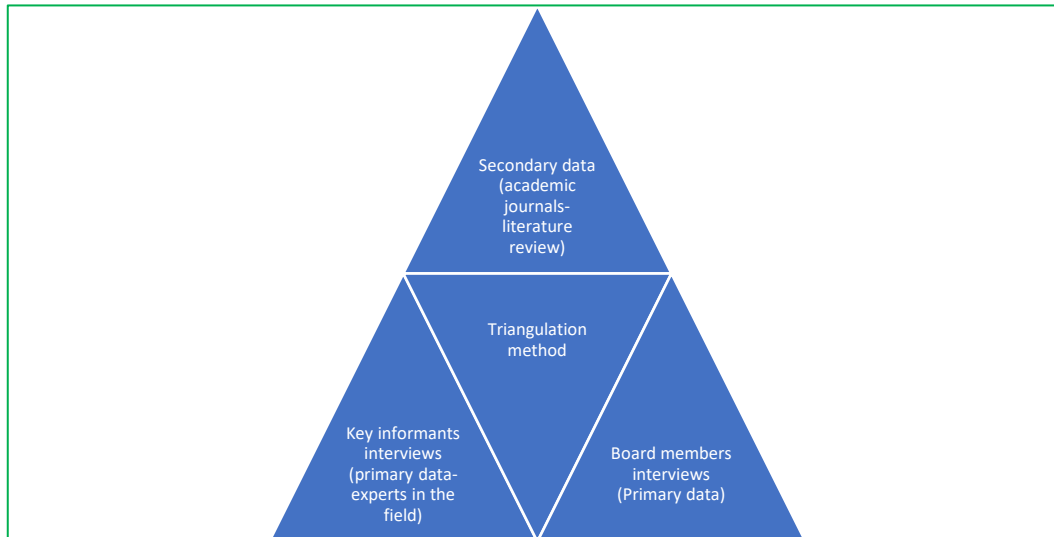 Secondary data
(academic
journals-
literature
review)
Triangulation
method
Key informants
interviews
(primary data-
experts in the
field)
Board members
interviews
(Primary data)